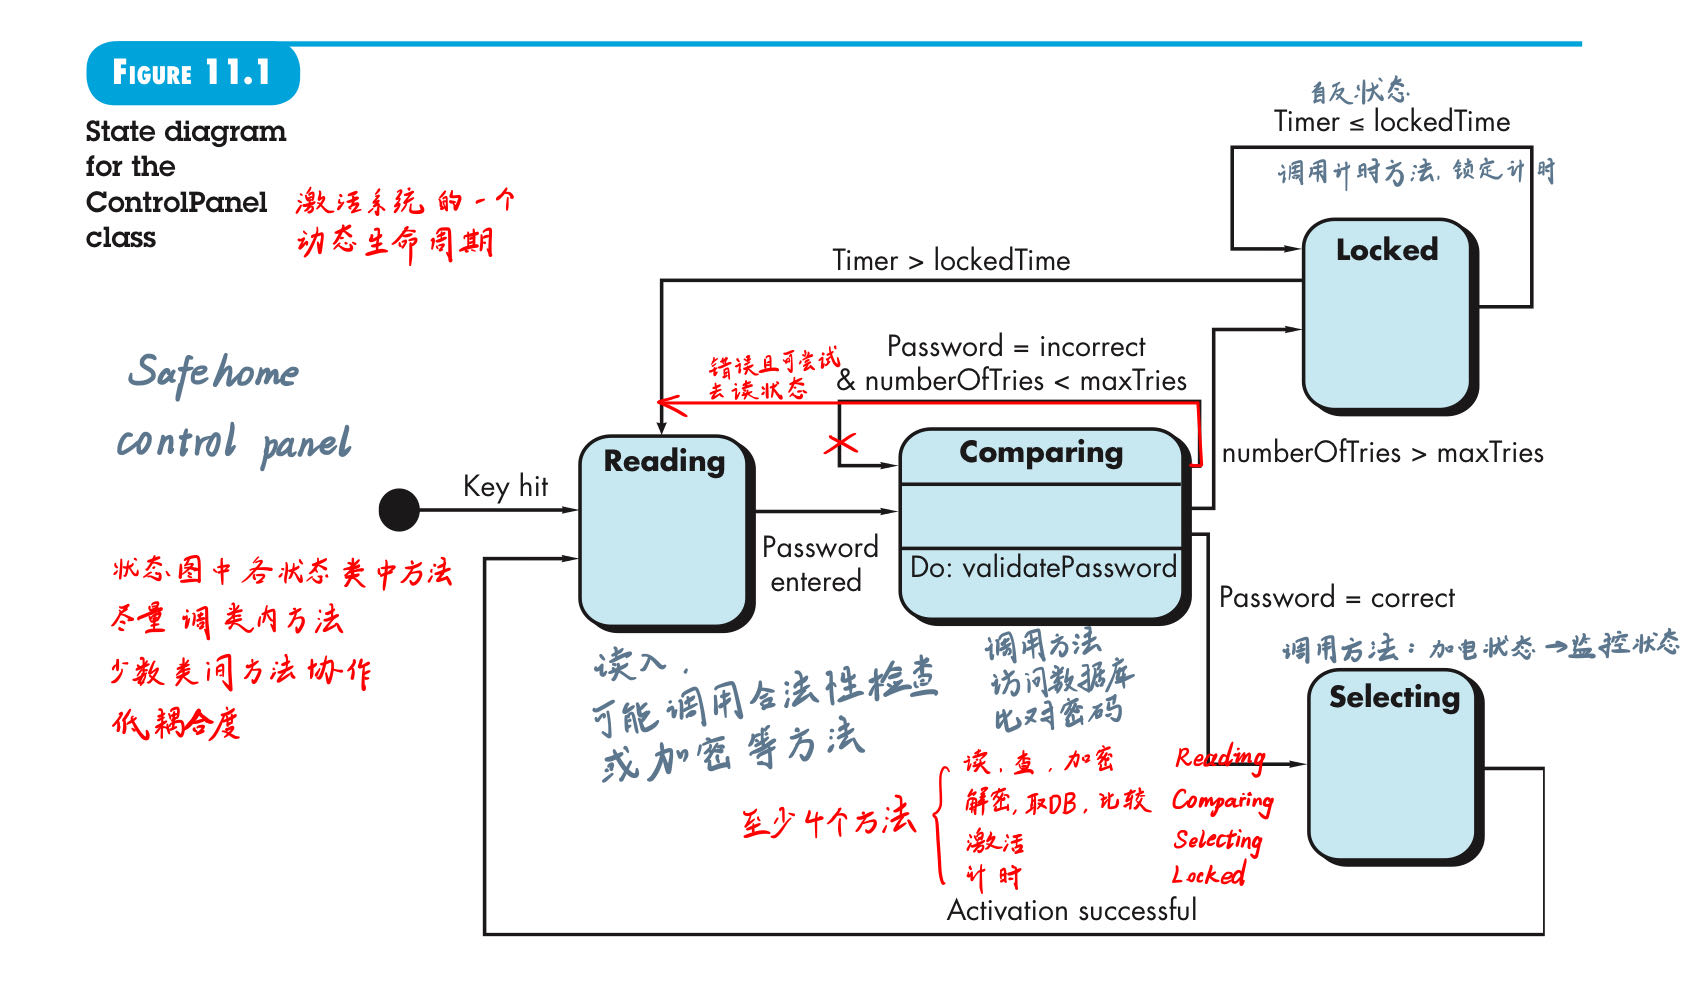 FIGURE 11.1
State diagram
for the
ControlPanel
class
激活系统的一个
动态生命周期
自反状态
Timer ≤ lockedTime
调用计时方法,锁定计时
Locked
Timer > lockedTime
Password = incorrect
& numberOfTries < maxTries
错误且可尝试
去读状态
Safehome
control panel
Key hit
Reading
Comparing
numberOfTries > maxTries
Password
entered
Do: validatePassword
Password = correct
状态图中各状态类中方法
尽量调类内方法
少数类间方法协作
低耦合度
读入,
可能调用合法性检查
或加密等方法
调用方法
访问数据库
比对密码
调用方法:加电状态→监控状态
Selecting
至少4个方法
读,查,加密 Reading
解密,取DB,比较 Comparing
激活 Selecting
计时 Locked
Activation successful